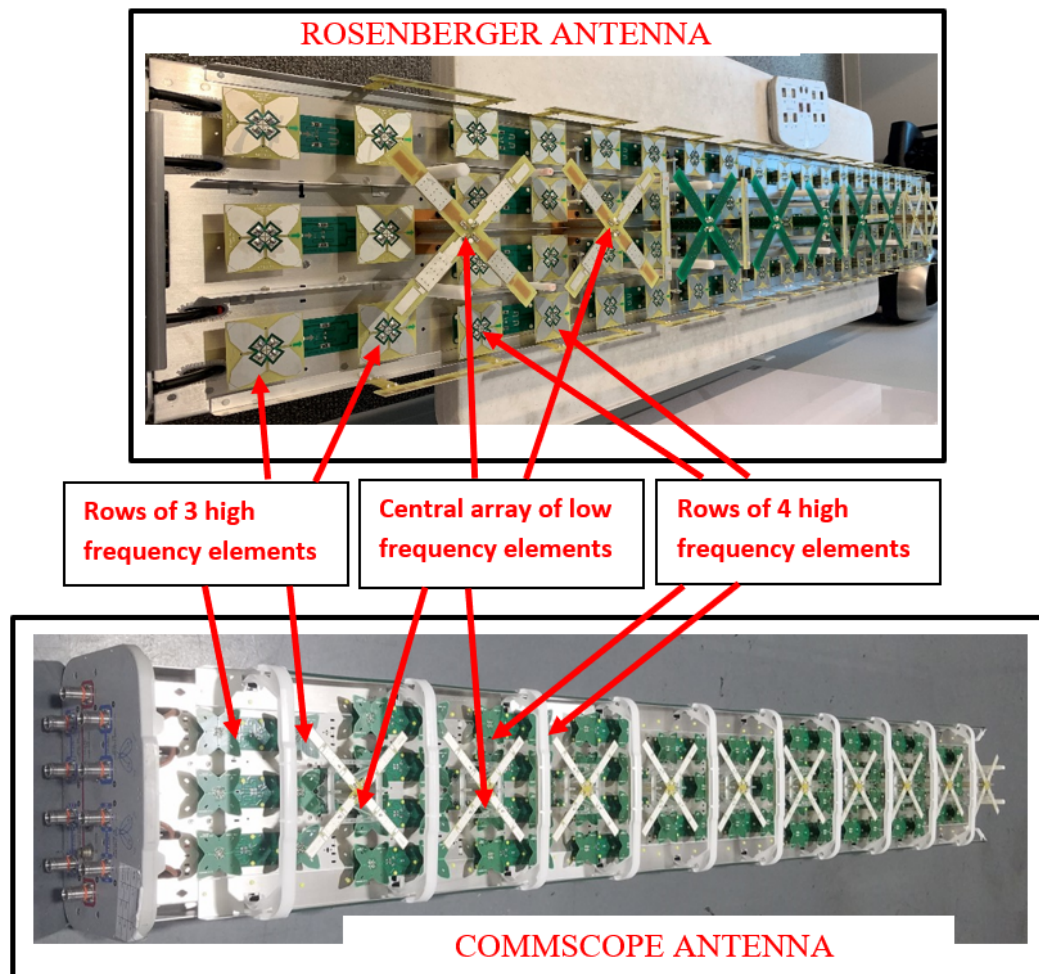 ROSENBERGER ANTENNA
Rows of 3 high
frequency elements
Central array of low
frequency elements
Rows of 4 high
frequency elements
COMMSCOPE ANTENNA